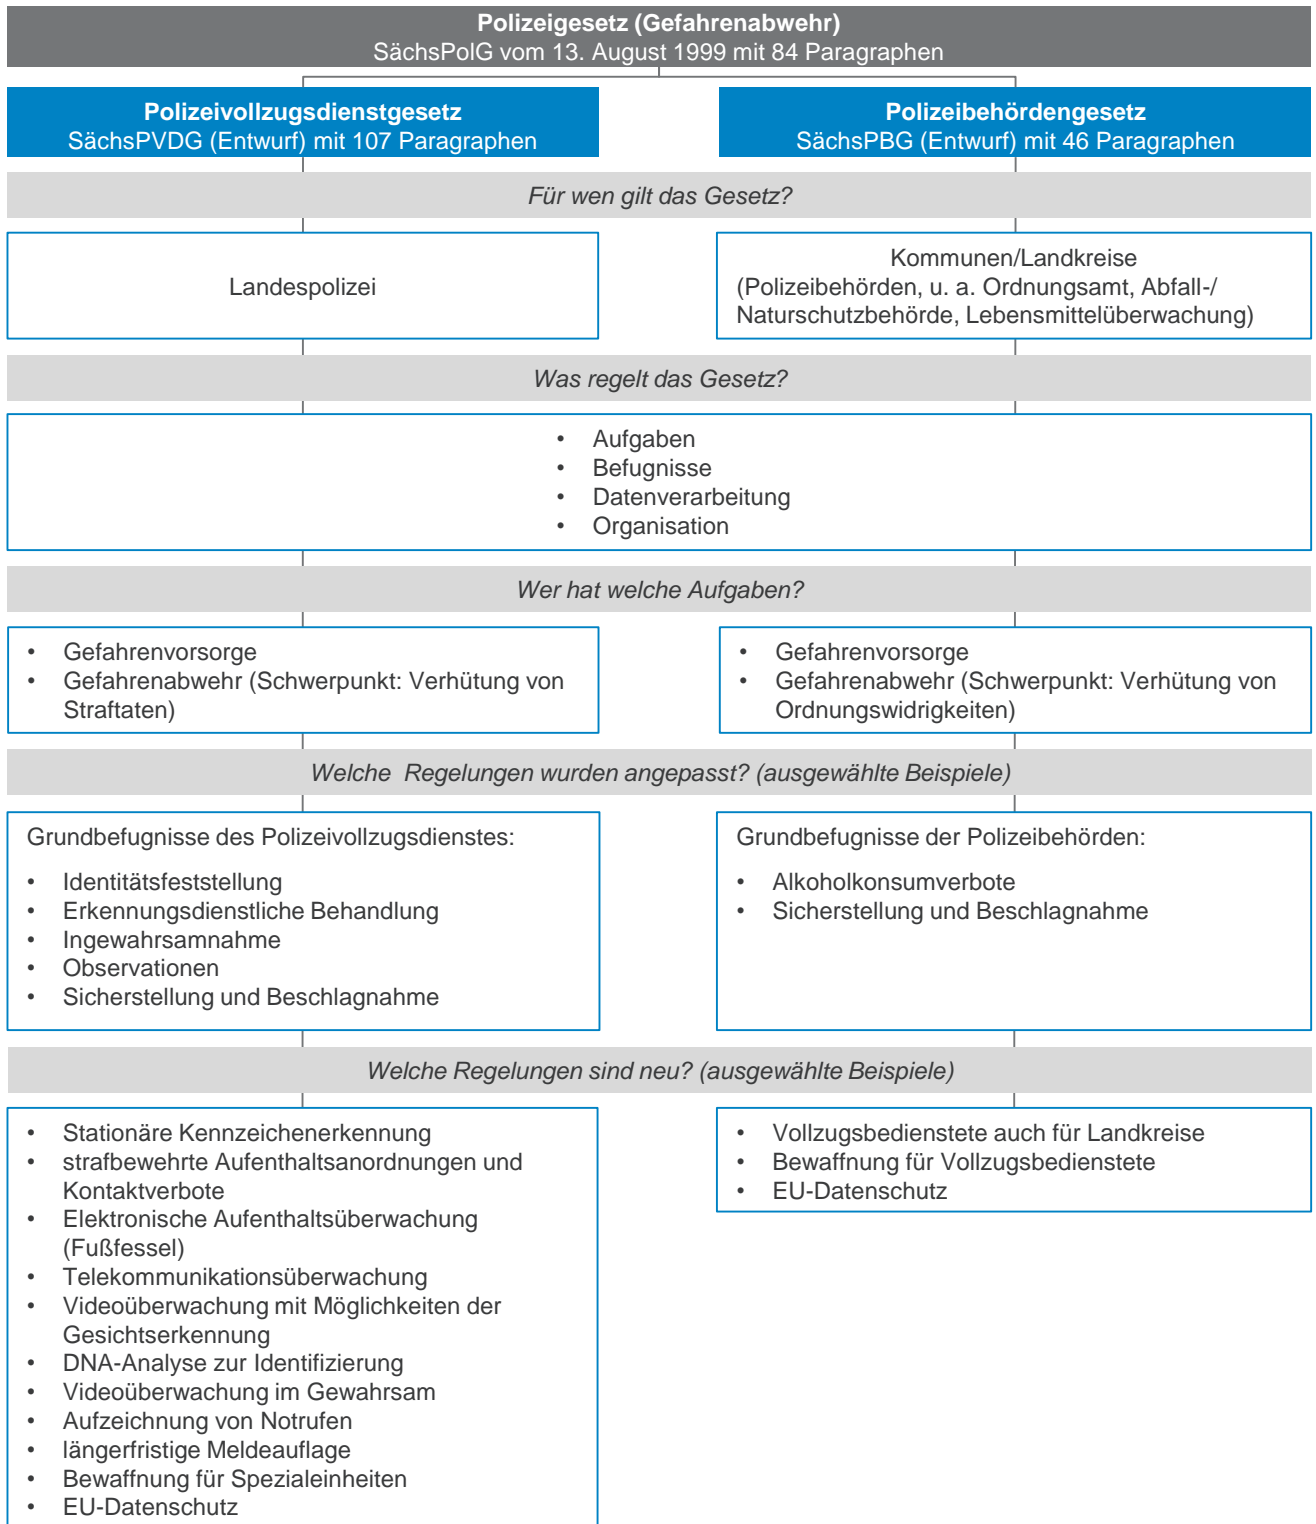 Polizeigesetz (Gefahrenabwehr)
SächsPolG vom 13. August 1999 mit 84 Paragraphen
Polizeivollzugsdienstgesetz
SächsPVDG (Entwurf) mit 107 Paragraphen
Polizeibehördengesetz
SächsPBG (Entwurf) mit 46 Paragraphen
Für wen gilt das Gesetz?
Landespolizei
Kommunen/Landkreise
(Polizeibehörden, u. a. Ordnungsamt, Abfall-/
Naturschutzbehörde, Lebensmittelüberwachung)
Was regelt das Gesetz?
• Aufgaben
• Befugnisse
• Datenverarbeitung
• Organisation
Wer hat welche Aufgaben?
• Gefahrenvorsorge
• Gefahrenabwehr (Schwerpunkt: Verhütung von
Straftaten)
• Gefahrenvorsorge
• Gefahrenabwehr (Schwerpunkt: Verhütung von
Ordnungswidrigkeiten)
Welche Regelungen wurden angepasst? (ausgewählte Beispiele)
Grundbefugnisse des Polizeivollzugsdienstes:
• Identitätsfeststellung
• Erkennungsdienstliche Behandlung
• Ingewahrsamnahme
• Observationen
• Sicherstellung und Beschlagnahme
Grundbefugnisse der Polizeibehörden:
• Alkoholkonsumverbote
• Sicherstellung und Beschlagnahme
Welche Regelungen sind neu? (ausgewählte Beispiele)
• Stationäre Kennzeichenerkennung
• strafbewehrte Aufenthaltsanordnungen und
Kontaktverbote
• Elektronische Aufenthaltsüberwachung
(Fußfessel)
• Telekommunikationsüberwachung
• Videoüberwachung mit Möglichkeiten der
Gesichtserkennung
• DNA-Analyse zur Identifizierung
• Videoüberwachung im Gewahrsam
• Aufzeichnung von Notrufen
• längerfristige Meldeauflage
• Bewaffnung für Spezialeinheiten
• EU-Datenschutz
• Vollzugsbedienstete auch für Landkreise
• Bewaffnung für Vollzugsbedienstete
• EU-Datenschutz